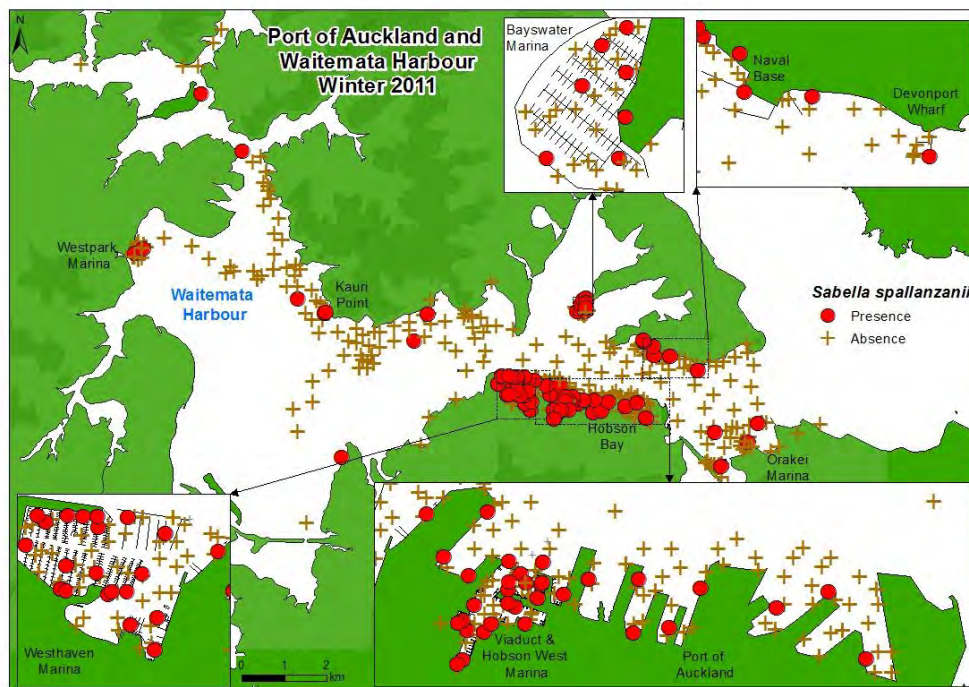 N
Port of Auckland and
Waitemata Harbour
Winter 2011
Bayswater
Marina
Naval
Base
Devonport
Wharf
Westpark
Marina
Waitemata
Harbour
Kauri
Point
Sabella spallanzanii
Presence
Absence
Hobson
Bay
Orakei
Marina
Westhaven
Marina
0 1 2
km
Viaduct &
Hobson West
Marina
Port of
Auckland